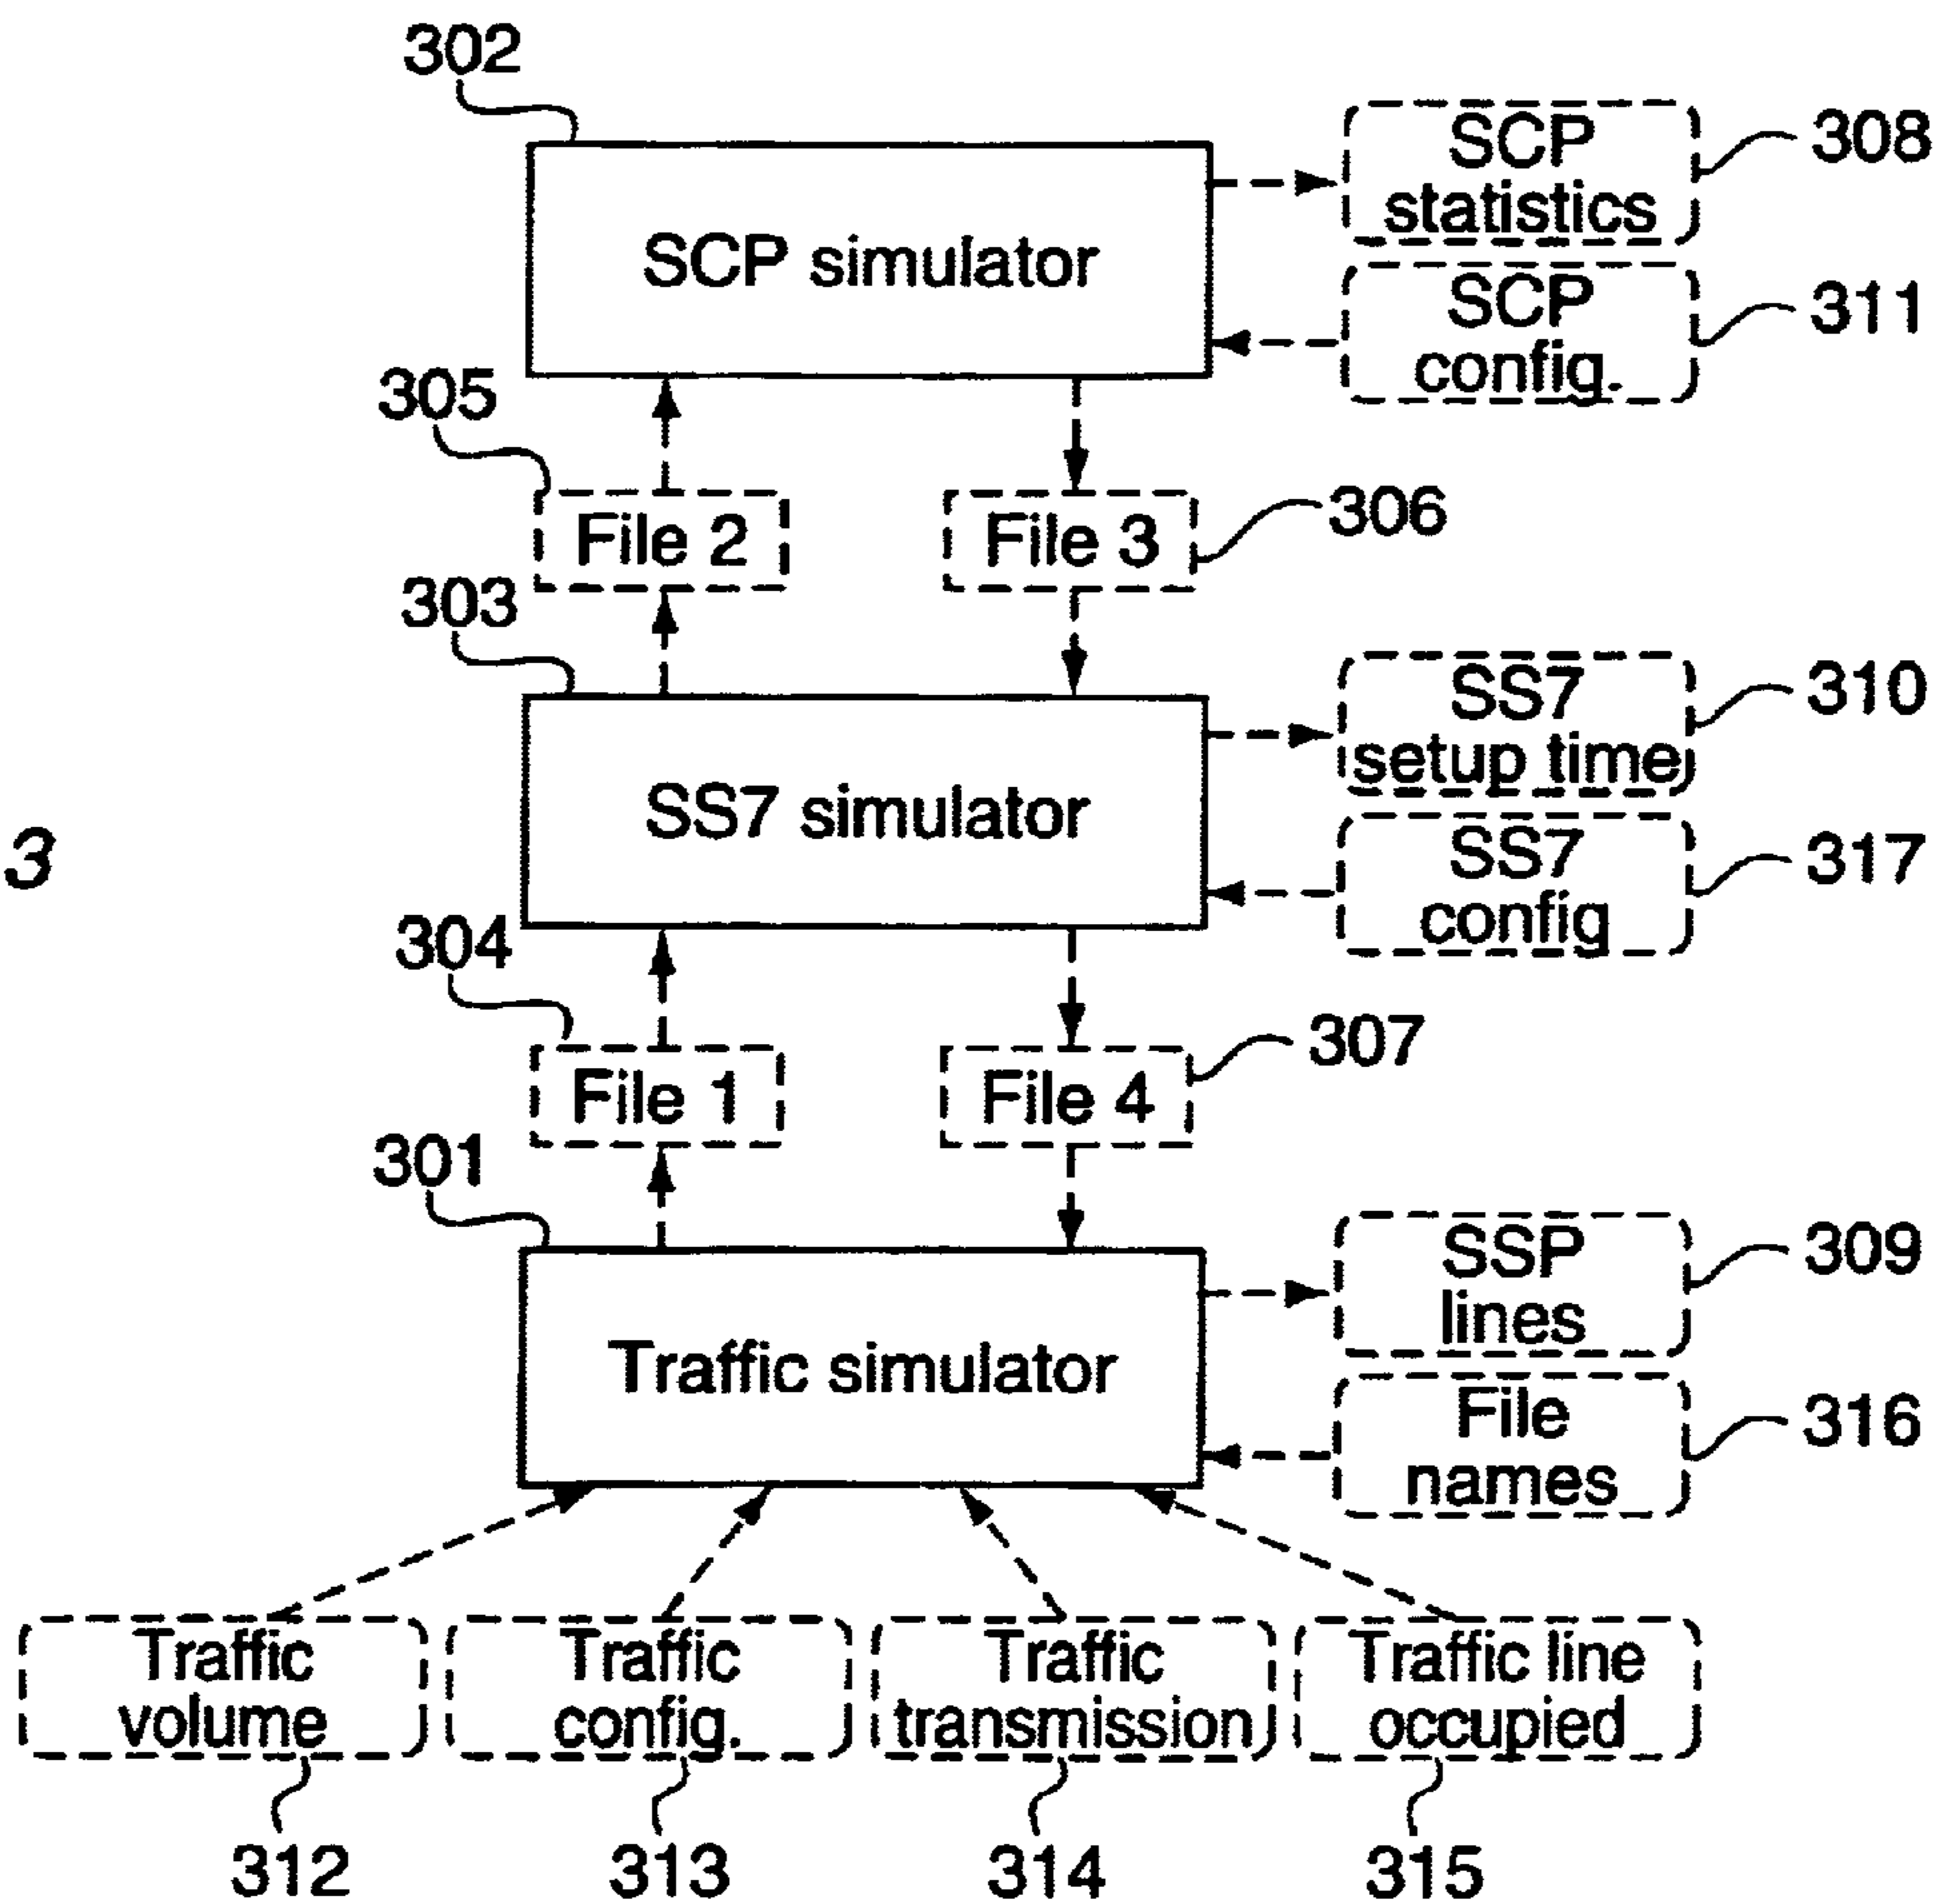 302
SCP
statistics
308
SCP simulator
SCP
config.
311
305
File 2
File 3
306
303
SS7
setup time
310
SS7 simulator
3
SS7
config
317
304
File 1
File 4
307
301
SSP
lines
309
Traffic simulator
File
names
316
Traffic
volume
Traffic
config.
Traffic
transmission
Traffic line
occupied
312
313
314
315